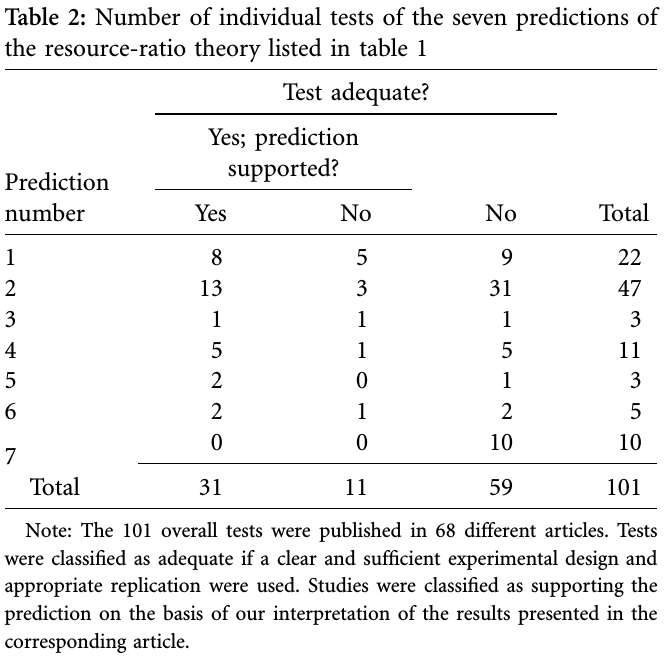 Table 2: Number of individual tests of the seven predictions of
the resource-ratio theory listed in table 1
Test adequate?
Yes; prediction
supported?
Prediction
number Yes No No Total
1 8 5 9 22
2 13 3 31 47
3 1 1 1 3
4 5 1 5 11
5 2 0 1 3
6 2 1 2 5
7 0 0 10 10
Total 31 11 59 101
Note: The 101 overall tests were published in 68 different articles. Tests
were classified as adequate if a clear and sufficient experimental design and
appropriate replication were used. Studies were classified as supporting the
prediction on the basis of our interpretation of the results presented in the
corresponding article.